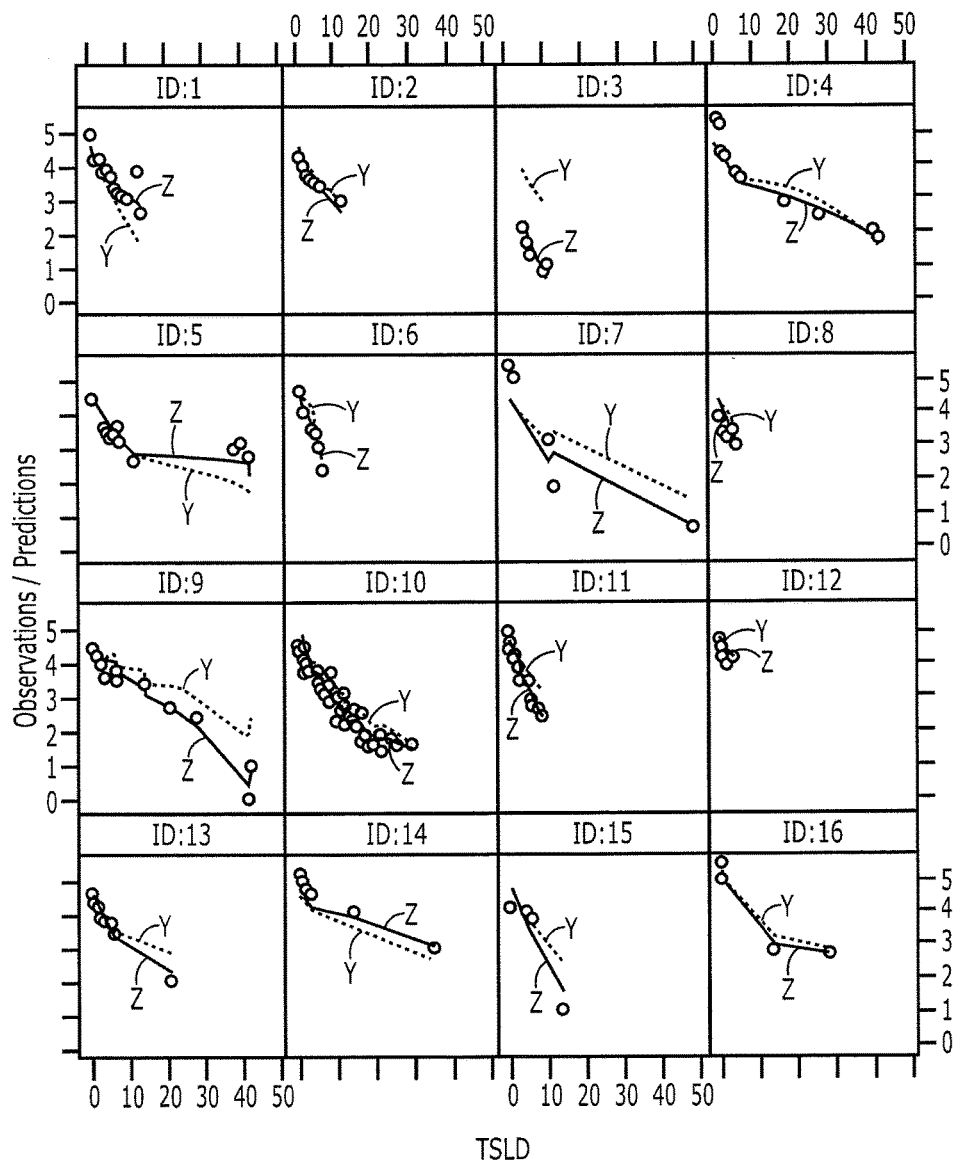 0 10 20 30 40 50 0 10 20 30 40 50
ID:1 ID:2 ID:3 ID:4
5
4
3
2
1
0
Z
Y
Y
Z
Y
Z
Y
Z
ID:5 ID:6 ID:7 ID:8
Z
Y
Y
Z
Y
Z
Y
Z
5
4
3
2
1
0
Observations / Predictions
ID:9 ID:10 ID:11 ID:12
5
4
3
2
1
0
Y
Z
Y
Z
Y
Z
Y
Z
ID:13 ID:14 ID:15 ID:16
Y
Z
Z
Y
Y
Z
Y
Z
5
4
3
2
1
0
0 10 20 30 40 50 0 10 20 30 40 50
TSLD